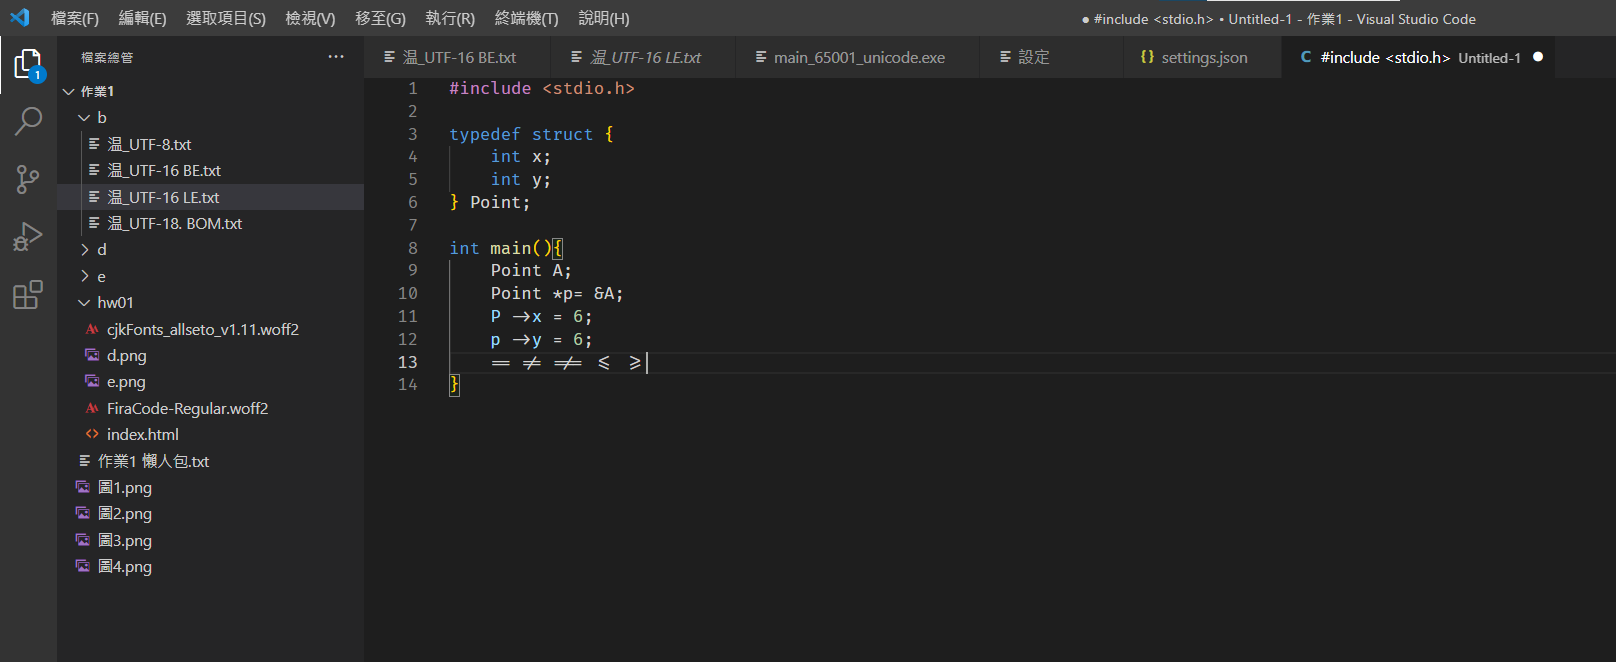 檔案(F) 編輯(E) 選取項目(S) 檢視(V) 移至(G) 執行(R) 終端機(T) 說明(H)
● #include <stdio.h> • Untitled-1 - 作業1 - Visual Studio Code
1
檔案總管 ···
作業1
b
温_UTF-8.txt
温_UTF-16 BE.txt
温_UTF-16 LE.txt
温_UTF-18. BOM.txt
d
e
hw01
cjkFonts_allseto_v1.11.woff2
d.png
e.png
FiraCode-Regular.woff2
index.html
作業1 懶人包.txt
圖1.png
圖2.png
圖3.png
圖4.png
温_UTF-16 BE.txt 温_UTF-16 LE.txt main_65001_unicode.exe 設定 {} settings.json C #include <stdio.h> Untitled-1 ●
1 #include <stdio.h>
2
3 typedef struct {
4 int x;
5 int y;
6 } Point;
7
8 int main(){
9 Point A;
10 Point *p= &A;
11 P ->x = 6;
12 p ->y = 6;
13 == != !== <= >=
14 }